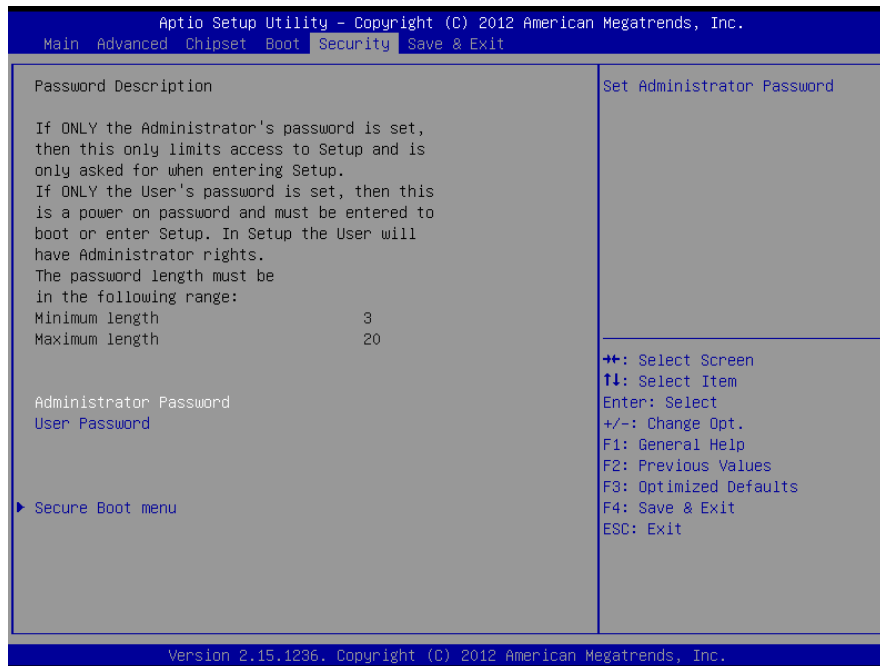 Aptio Setup Utility – Copyright (C) 2012 American Megatrends, Inc.
Main Advanced Chipset Boot Security Save & Exit
Password Description
If ONLY the Administrator's password is set,
then this only limits access to Setup and is
only asked for when entering Setup.
If ONLY the User's password is set, then this
is a power on password and must be entered to
boot or enter Setup. In Setup the User will
have Administrator rights.
The password length must be
in the following range:
Minimum length 3
Maximum length 20
Administrator Password
User Password
Secure Boot menu
Set Administrator Password
→←: Select Screen
↑↓: Select Item
Enter: Select
+/-: Change Opt.
F1: General Help
F2: Previous Values
F3: Optimized Defaults
F4: Save & Exit
ESC: Exit
Version 2.15.1236. Copyright (C) 2012 American Megatrends, Inc.